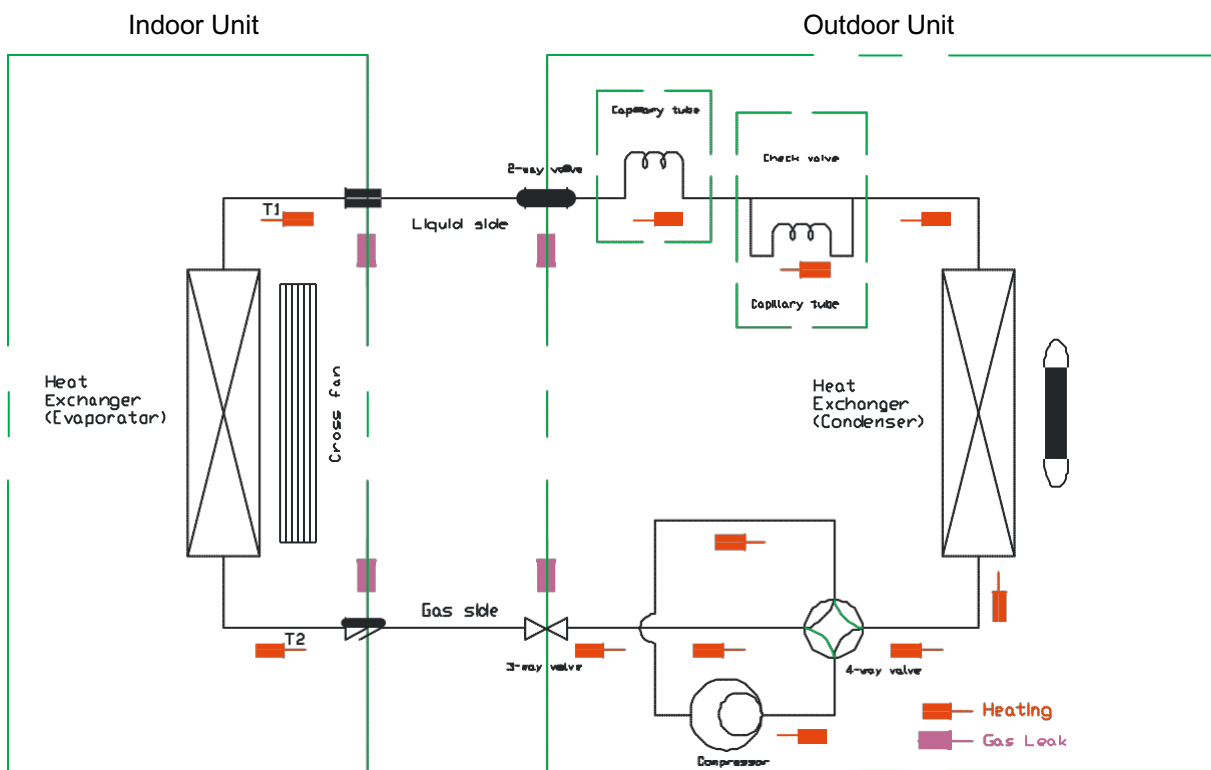 Indoor Unit
Outdoor Unit
Capillary tube
Check valve
2-way valve
T1
Liquid side
Capillary tube
Heat
Exchanger
(Evaporator)
Cross fan
Heat
Exchanger
(Condenser)
Gas side
T2
3-way valve
4-way valve
Heating
Gas Leak
Compressor